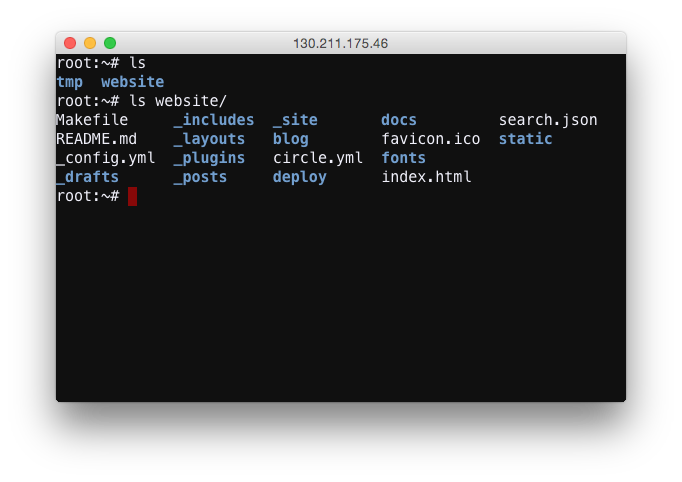 130.211.175.46
root:~# ls
tmp  website
root:~# ls website/
Makefile     _includes  _site       docs         search.json
README.md    _layouts   blog        favicon.ico  static
_config.yml  _plugins   circle.yml  fonts
_drafts      _posts     deploy      index.html
root:~#